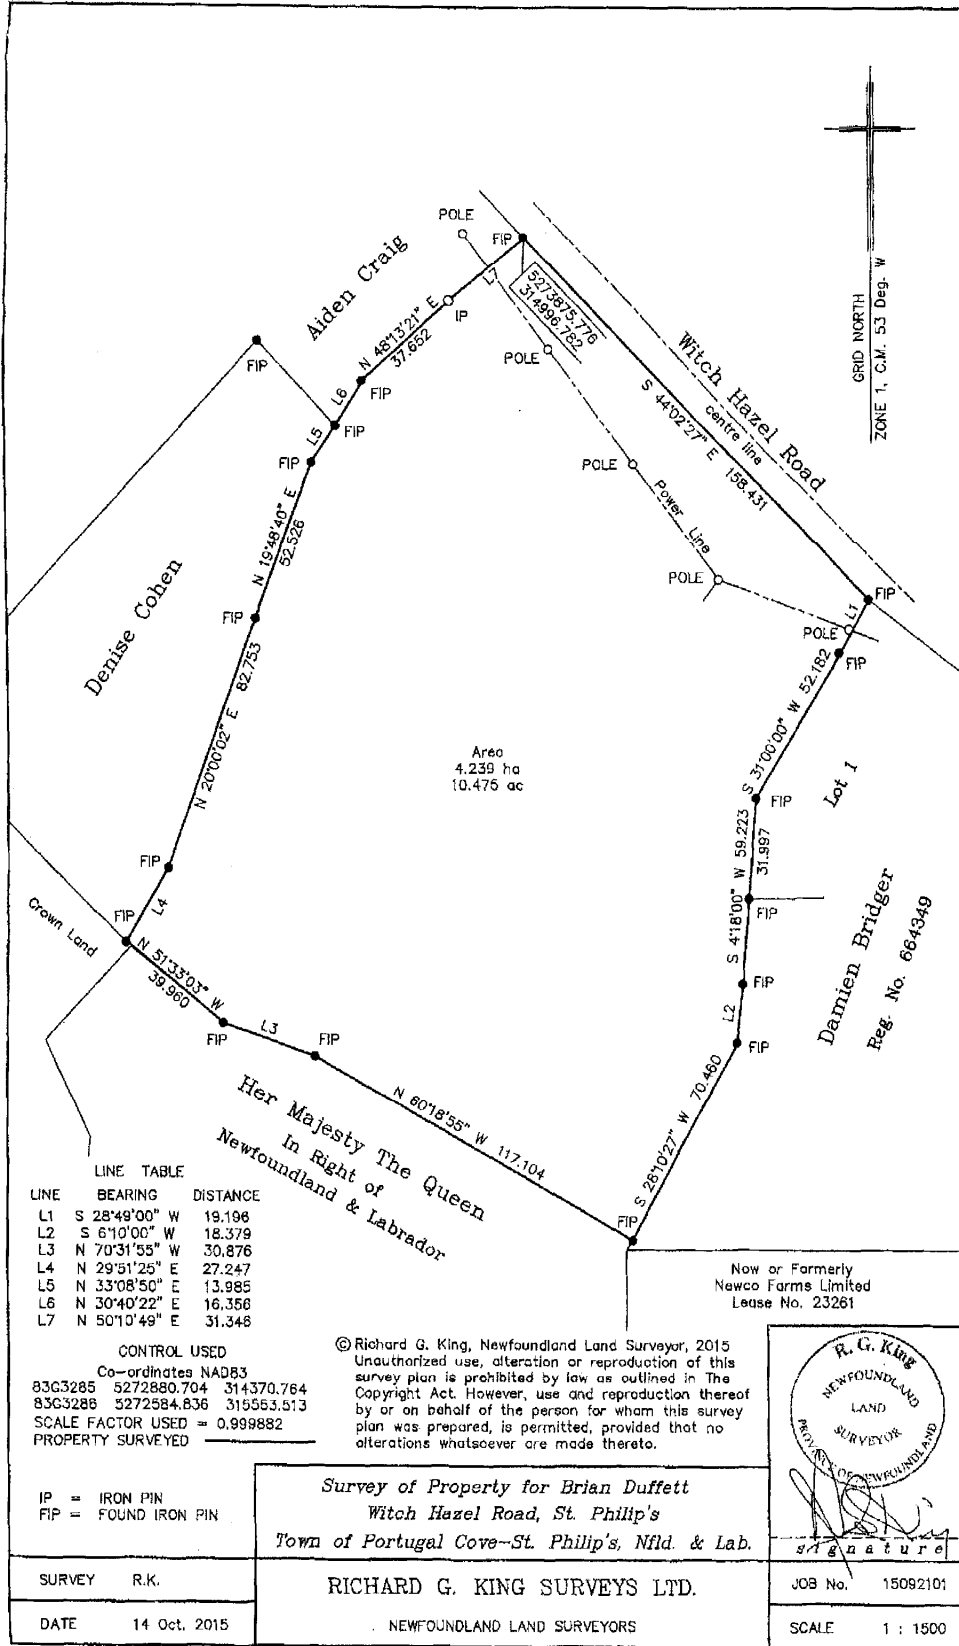 POLE
FIP
Aiden Craig
L7
IP
5273875.776
314996.782
N 48°13'21" E
37.652
POLE
Witch Hazel Road
centre line
S 44°02'27" E 158.431
GRID NORTH
ZONE 1, C.M. 53 Deg. W
FIP
L6
FIP
FIP
L5
FIP
POLE
Power Line
N 19°48'40" E
52.526
POLE
FIP
L1
POLE
FIP
Denise Cohen
FIP
N 20°00'02" E 82.753
S 31°00'00" W 52.182
Area
4.239 ha
10.475 ac
FIP
Lot 1
S 4°18'00" W 59.223
31.997
FIP
FIP
L4
FIP
Crown Land
N 51°33'03" W
39.960
FIP
L3
FIP
FIP
L2
FIP
Damien Bridger
Reg. No. 664349
N 60°18'55" W 117.104
S 28°10'27" W 70.460
Her Majesty The Queen
In Right of
Newfoundland & Labrador
FIP
LINE TABLE
LINE BEARING DISTANCE
L1 S 28°49'00" W 19.196
L2 S 6°10'00" W 18.379
L3 N 70°31'55" W 30.876
L4 N 29°51'25" E 27.247
L5 N 33°08'50" E 13.985
L6 N 30°40'22" E 16.356
L7 N 50°10'49" E 31.346
Now or Formerly
Newco Farms Limited
Lease No. 23261
CONTROL USED
Co-ordinates NAD83
83G3285 5272880.704 314370.764
83G3286 5272584.836 315563.513
SCALE FACTOR USED = 0.999882
PROPERTY SURVEYED
© Richard G. King, Newfoundland Land Surveyor, 2015
Unauthorized use, alteration or reproduction of this
survey plan is prohibited by law as outlined in The
Copyright Act. However, use and reproduction thereof
by or on behalf of the person for whom this survey
plan was prepared, is permitted, provided that no
alterations whatsoever are made thereto.
R. G. King
NEWFOUNDLAND
LAND
SURVEYOR
PROVINCE OF NEWFOUNDLAND
signature
IP = IRON PIN
FIP = FOUND IRON PIN
Survey of Property for Brian Duffett
Witch Hazel Road, St. Philip's
Town of Portugal Cove-St. Philip's, Nfld. & Lab.
SURVEY R.K.
RICHARD G. KING SURVEYS LTD.
JOB No. 15092101
DATE 14 Oct, 2015
NEWFOUNDLAND LAND SURVEYORS
SCALE 1 : 1500